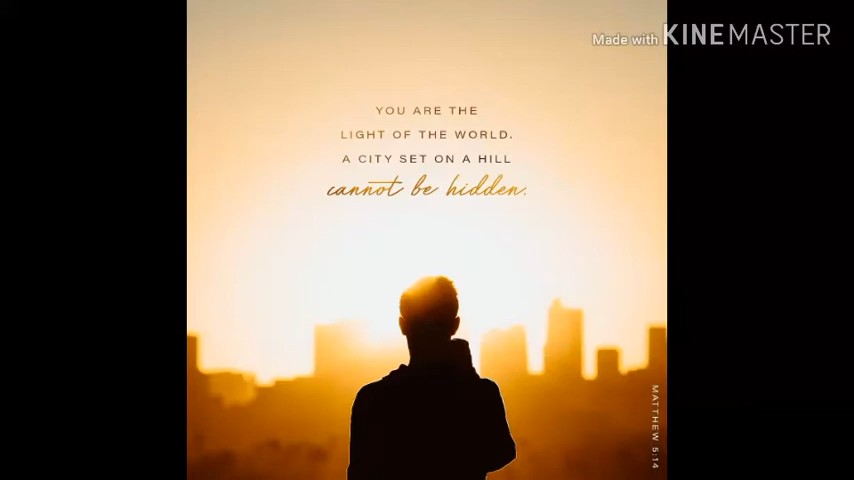 Made with KINEMASTER
YOU ARE THE
LIGHT OF THE WORLD.
A CITY SET ON A HILL
cannot be hidden.
MATTHEW 5:14